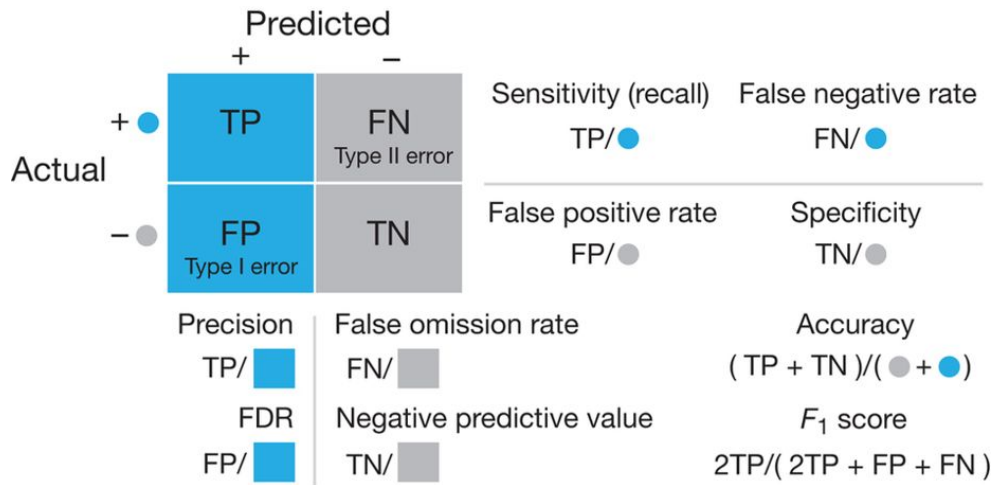 Predicted
+ −
+ TP FN
Type II error
Actual
− FP TN
Type I error
Sensitivity (recall) False negative rate
TP/ FN/
False positive rate Specificity
FP/ TN/
Precision False omission rate Accuracy
TP/ FN/ ( TP + TN )/( + )
FDR Negative predictive value F₁ score
FP/ TN/ 2TP/( 2TP + FP + FN )